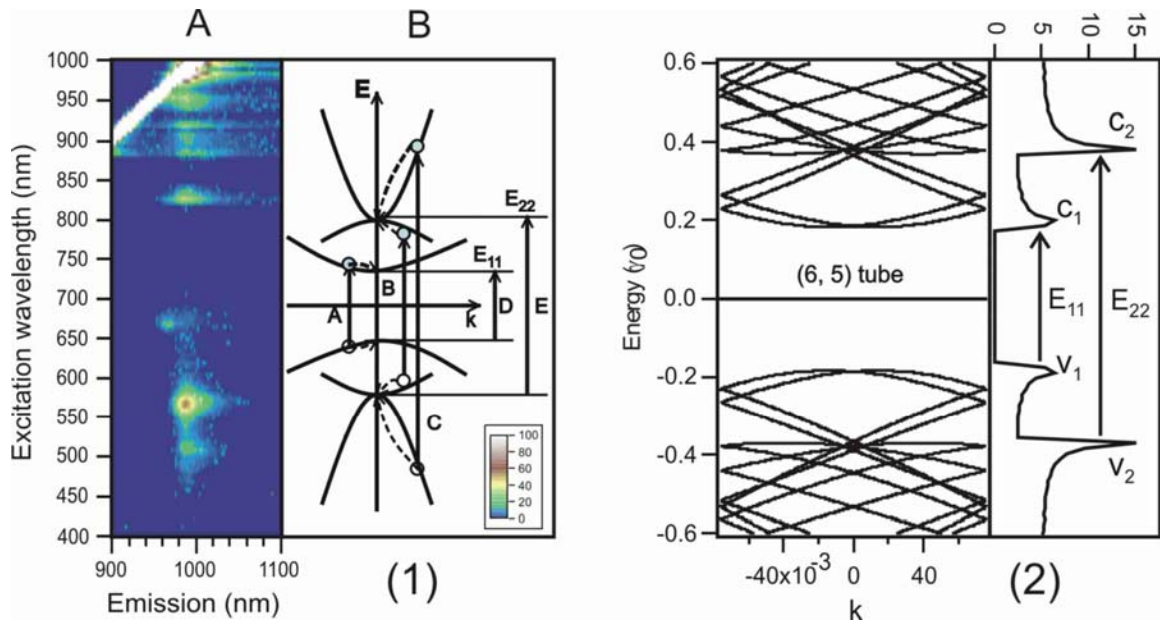 A
B
1000
950
900
850
800
750
700
650
600
550
500
450
400
Excitation wavelength (nm)
900
1000
1100
Emission (nm)
E
E22
E11
B
D
E
A
k
C
100
80
60
40
20
0
(1)
0
5
10
15
0.6
0.4
0.2
0.0
-0.2
-0.4
-0.6
Energy (γ0)
(6, 5) tube
C2
C1
E11
E22
V1
V2
-40x10-3
0
40
k
(2)